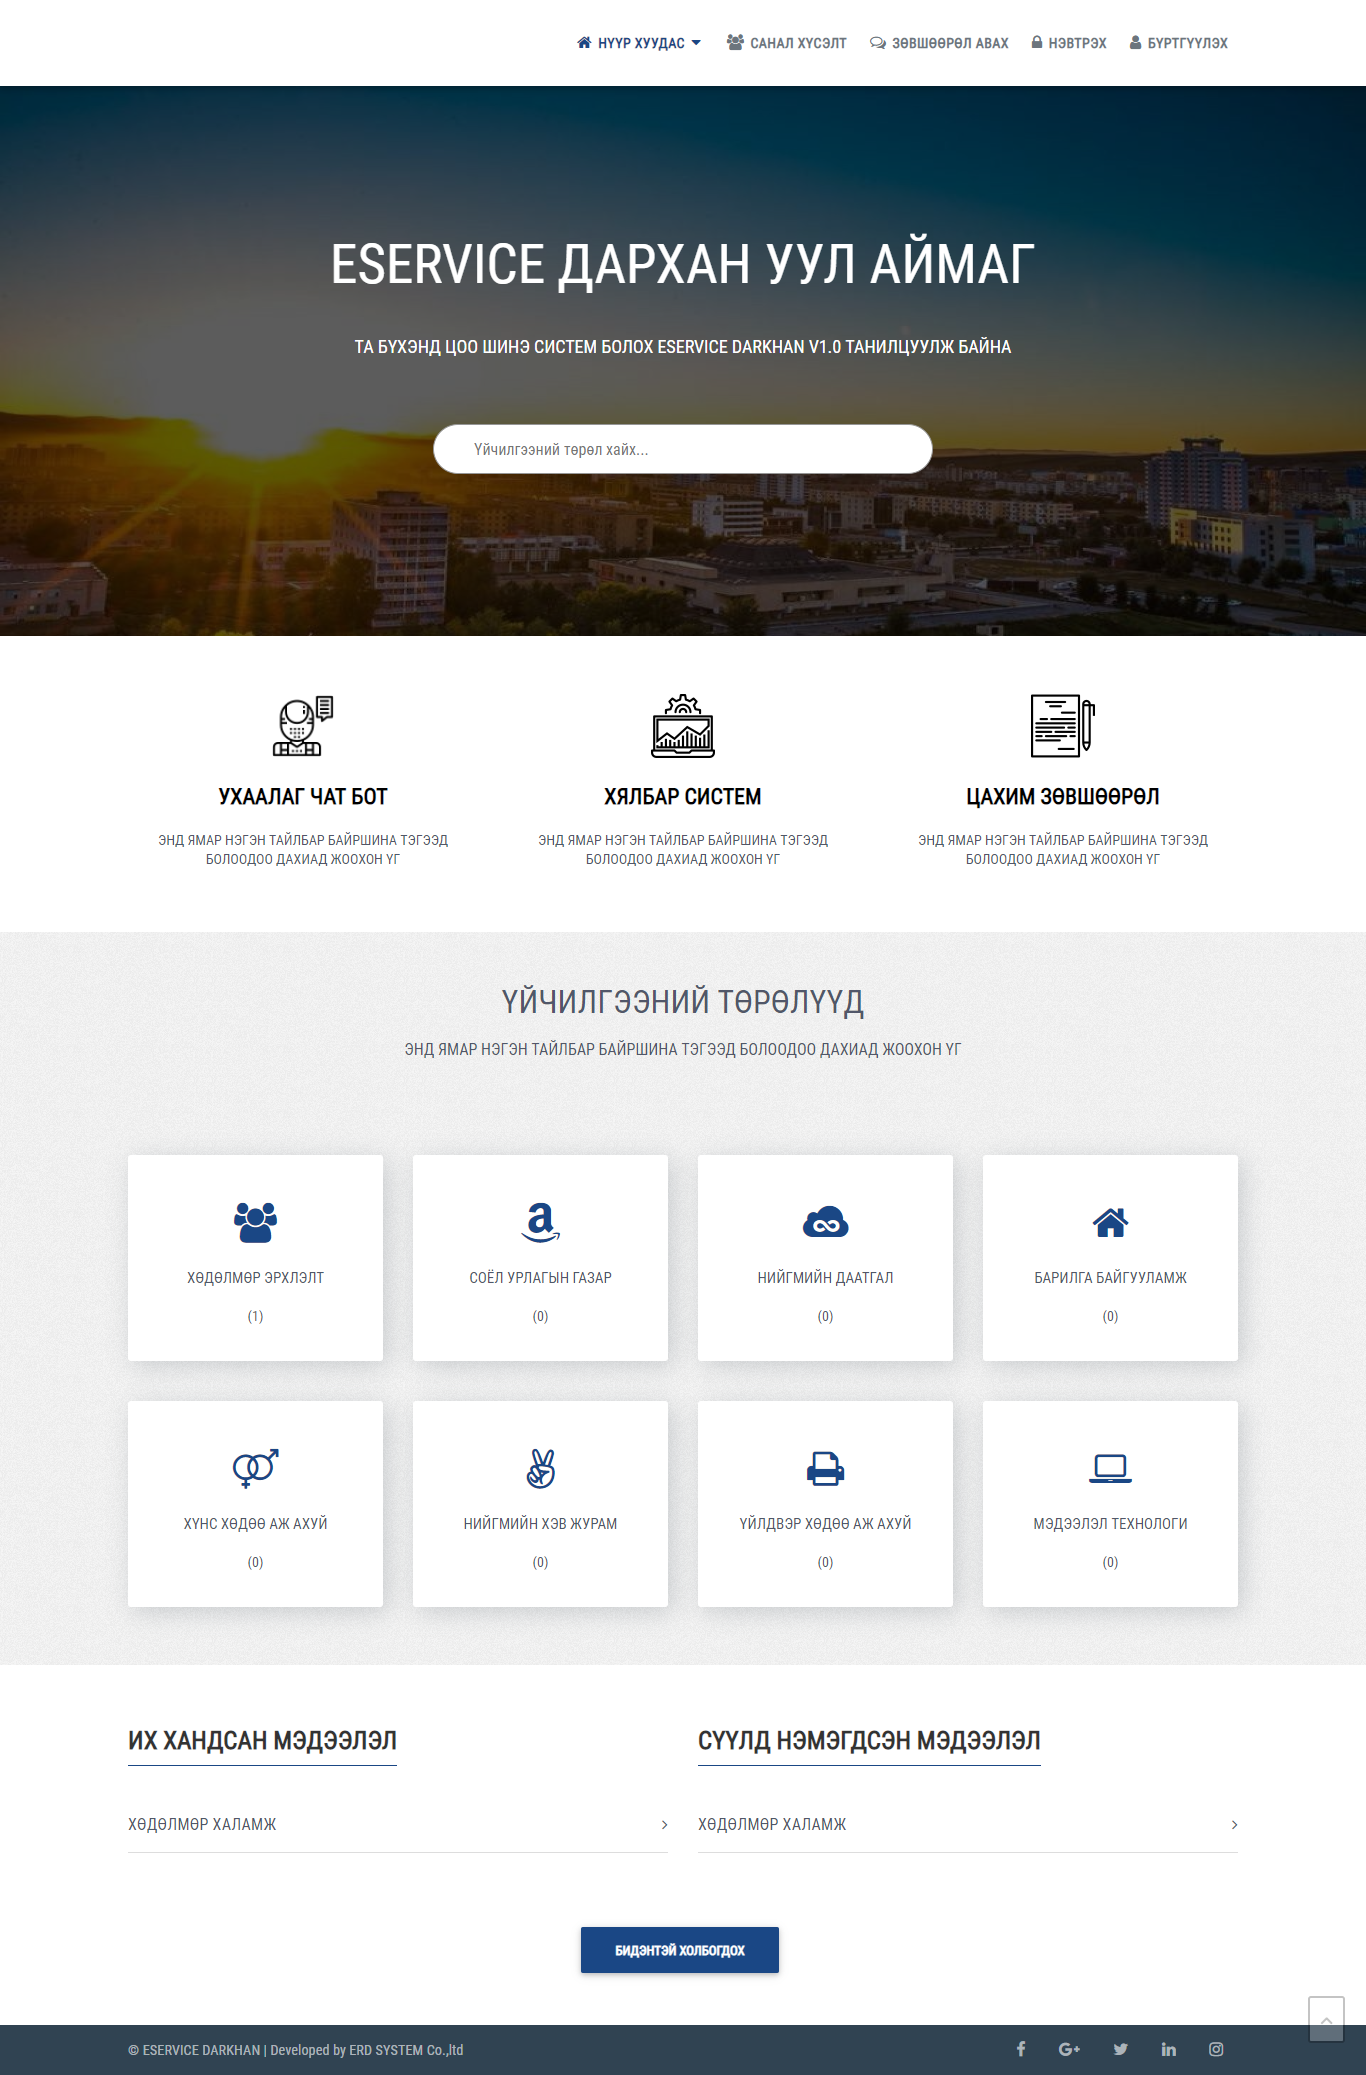 НҮҮР ХУУДАС
САНАЛ ХҮСЭЛТ
ЗӨВШӨӨРӨЛ АВАХ
НЭВТРЭХ
БҮРТГҮҮЛЭХ
ESERVICE ДАРХАН УУЛ АЙМАГ
ТА БҮХЭНД ЦОО ШИНЭ СИСТЕМ БОЛОХ ESERVICE DARKHAN V1.0 ТАНИЛЦУУЛЖ БАЙНА
Үйчилгээний төрөл хайх...
УХААЛАГ ЧАТ БОТ
ЭНД ЯМАР НЭГЭН ТАЙЛБАР БАЙРШИНА ТЭГЭЭД
БОЛООДОО ДАХИАД ЖООХОН ҮГ
ХЯЛБАР СИСТЕМ
ЭНД ЯМАР НЭГЭН ТАЙЛБАР БАЙРШИНА ТЭГЭЭД
БОЛООДОО ДАХИАД ЖООХОН ҮГ
ЦАХИМ ЗӨВШӨӨРӨЛ
ЭНД ЯМАР НЭГЭН ТАЙЛБАР БАЙРШИНА ТЭГЭЭД
БОЛООДОО ДАХИАД ЖООХОН ҮГ
ҮЙЧИЛГЭЭНИЙ ТӨРӨЛҮҮД
ЭНД ЯМАР НЭГЭН ТАЙЛБАР БАЙРШИНА ТЭГЭЭД БОЛООДОО ДАХИАД ЖООХОН ҮГ
ХӨДӨЛМӨР ЭРХЛЭЛТ
(1)
СОЁЛ УРЛАГЫН ГАЗАР
(0)
НИЙГМИЙН ДААТГАЛ
(0)
БАРИЛГА БАЙГУУЛАМЖ
(0)
ХҮНС ХӨДӨӨ АЖ АХУЙ
(0)
НИЙГМИЙН ХЭВ ЖУРАМ
(0)
ҮЙЛДВЭР ХӨДӨӨ АЖ АХУЙ
(0)
МЭДЭЭЛЭЛ ТЕХНОЛОГИ
(0)
ИХ ХАНДСАН МЭДЭЭЛЭЛ
ХӨДӨЛМӨР ХАЛАМЖ
СҮҮЛД НЭМЭГДСЭН МЭДЭЭЛЭЛ
ХӨДӨЛМӨР ХАЛАМЖ
БИДЭНТЭЙ ХОЛБОГДОХ
© ESERVICE DARKHAN | Developed by ERD SYSTEM Co.,ltd